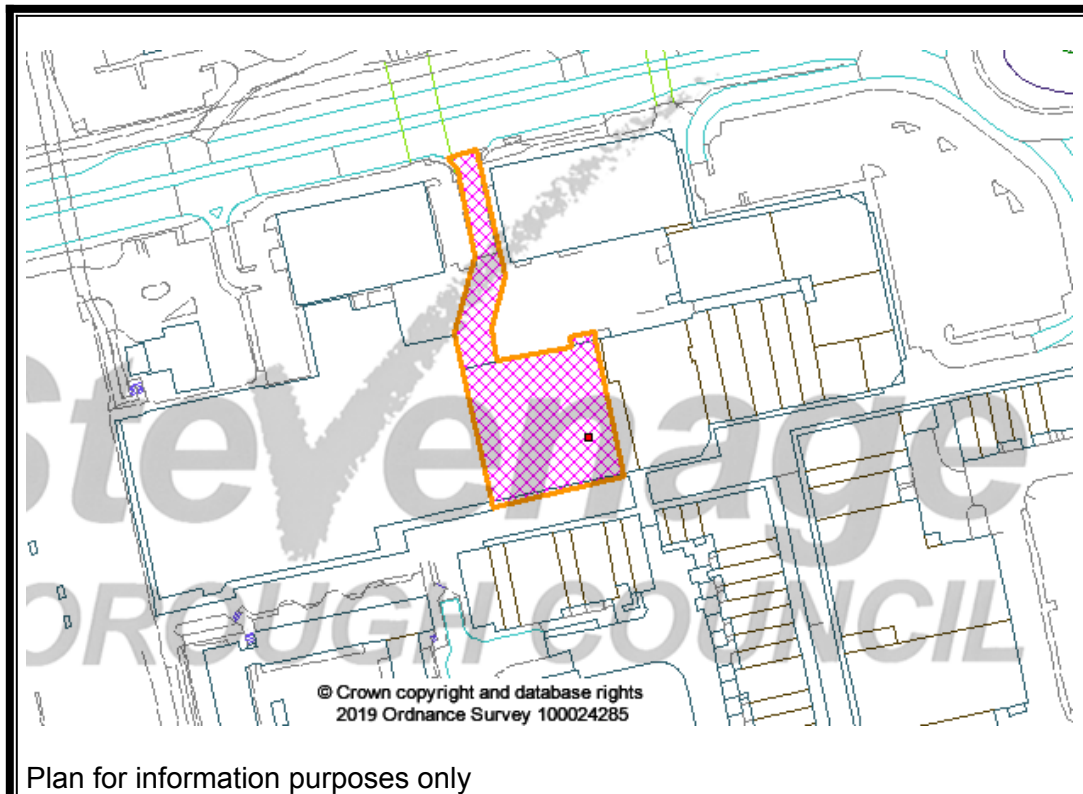 Stevenage
BOROUGH COUNCIL
© Crown copyright and database rights
2019 Ordnance Survey 100024285
Plan for information purposes only